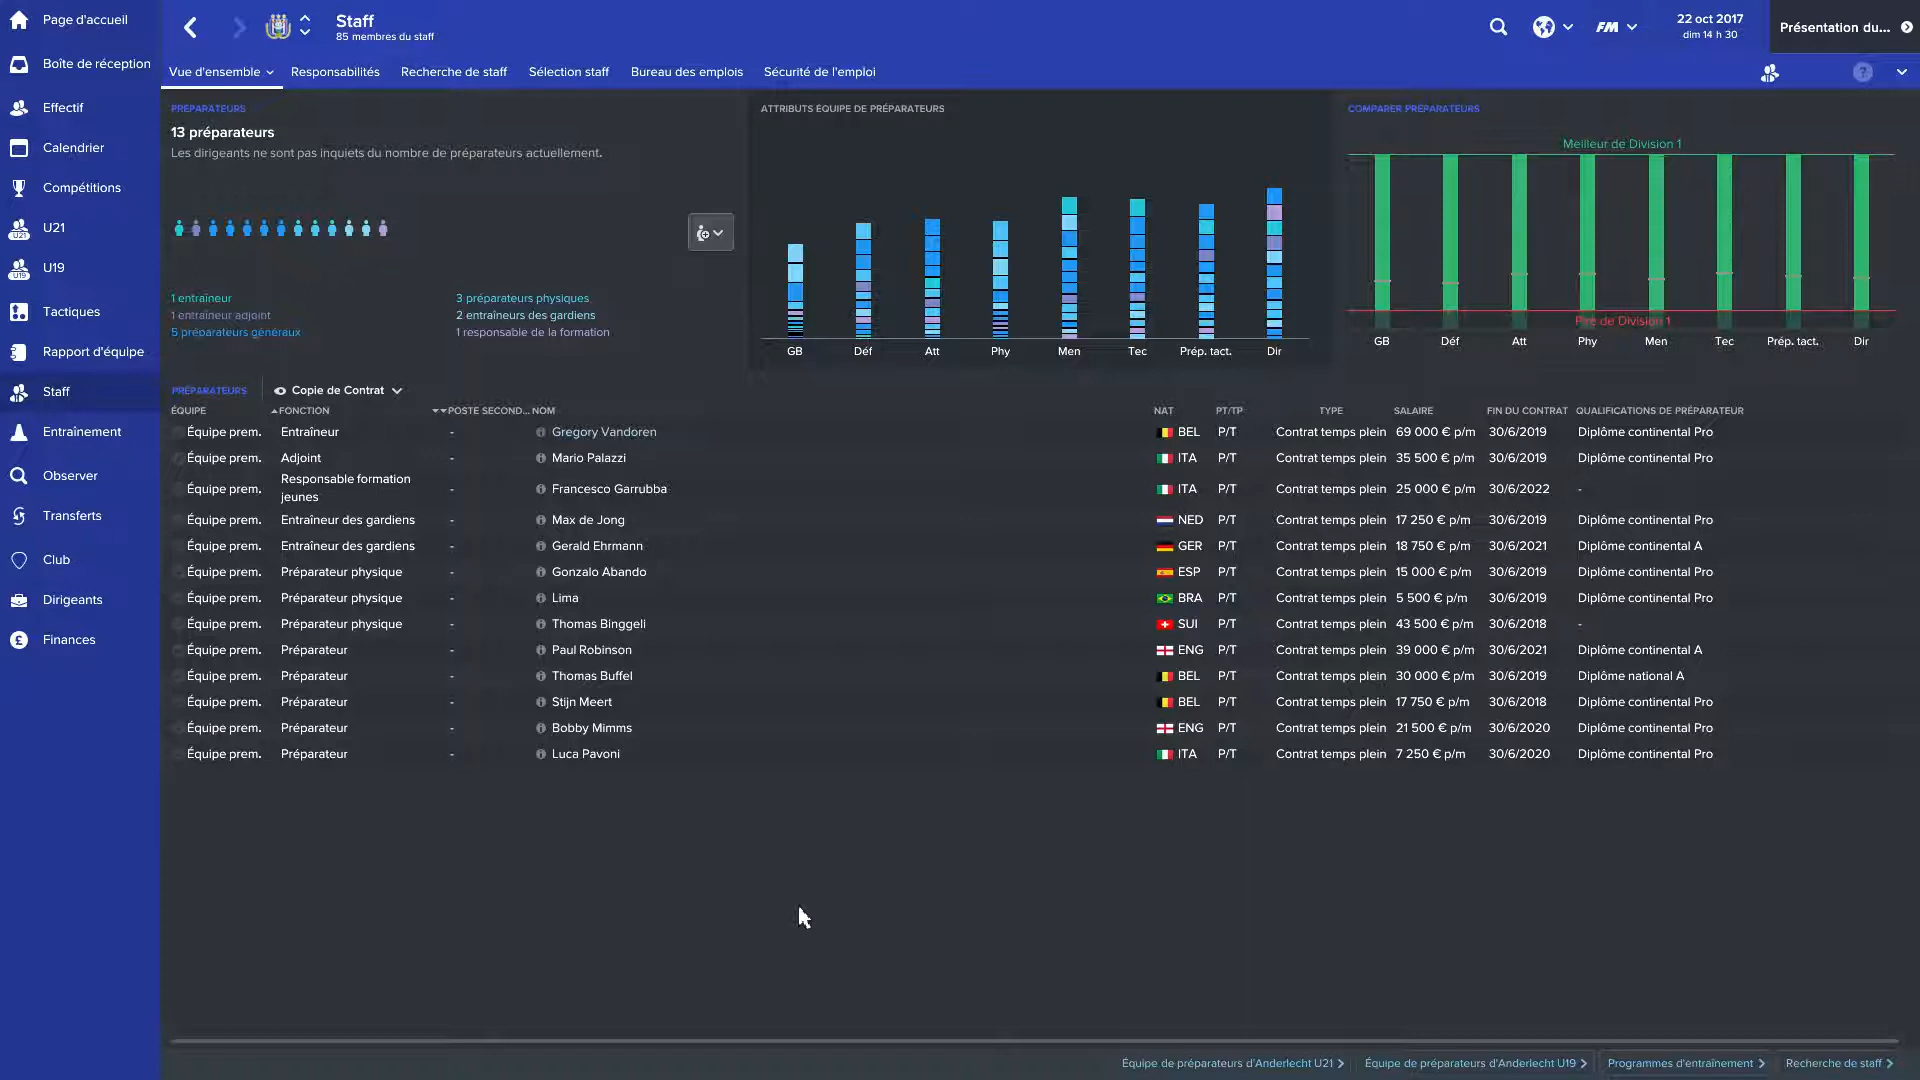 Page d'accueil
Boîte de réception
Effectif
Calendrier
Compétitions
U21
U21
U19
U19
Tactiques
Rapport d'équipe
Staff
Entraînement
Observer
Transferts
Club
Dirigeants
Finances
Staff
85 membres du staff
FM
22 oct 2017
dim 14 h 30
Présentation du...
Vue d'ensemble Responsabilités Recherche de staff Sélection staff Bureau des emplois Sécurité de l'emploi
?
PRÉPARATEURS
13 préparateurs
Les dirigeants ne sont pas inquiets du nombre de préparateurs actuellement.
1 entraîneur
1 entraîneur adjoint
5 préparateurs généraux
3 préparateurs physiques
2 entraîneurs des gardiens
1 responsable de la formation
ATTRIBUTS ÉQUIPE DE PRÉPARATEURS
GB Déf Att Phy Men Tec Prép. tact. Dir
COMPARER PRÉPARATEURS
Meilleur de Division 1
Pire de Division 1
GB Déf Att Phy Men Tec Prép. tact. Dir
PRÉPARATEURS Copie de Contrat
ÉQUIPE FONCTION POSTE SECOND... NOM NAT PT/TP TYPE SALAIRE FIN DU CONTRAT QUALIFICATIONS DE PRÉPARATEUR
Équipe prem. Entraîneur - Gregory Vandoren BEL P/T Contrat temps plein 69 000 € p/m 30/6/2019 Diplôme continental Pro
Équipe prem. Adjoint - Mario Palazzi ITA P/T Contrat temps plein 35 500 € p/m 30/6/2019 Diplôme continental Pro
Équipe prem. Responsable formation jeunes - Francesco Garrubba ITA P/T Contrat temps plein 25 000 € p/m 30/6/2022 -
Équipe prem. Entraîneur des gardiens - Max de Jong NED P/T Contrat temps plein 17 250 € p/m 30/6/2019 Diplôme continental Pro
Équipe prem. Entraîneur des gardiens - Gerald Ehrmann GER P/T Contrat temps plein 18 750 € p/m 30/6/2021 Diplôme continental A
Équipe prem. Préparateur physique - Gonzalo Abando ESP P/T Contrat temps plein 15 000 € p/m 30/6/2019 Diplôme continental Pro
Équipe prem. Préparateur physique - Lima BRA P/T Contrat temps plein 5 500 € p/m 30/6/2019 Diplôme continental Pro
Équipe prem. Préparateur physique - Thomas Binggeli SUI P/T Contrat temps plein 43 500 € p/m 30/6/2018 -
Équipe prem. Préparateur - Paul Robinson ENG P/T Contrat temps plein 39 000 € p/m 30/6/2021 Diplôme continental A
Équipe prem. Préparateur - Thomas Buffel BEL P/T Contrat temps plein 30 000 € p/m 30/6/2019 Diplôme national A
Équipe prem. Préparateur - Stijn Meert BEL P/T Contrat temps plein 17 750 € p/m 30/6/2018 Diplôme continental Pro
Équipe prem. Préparateur - Bobby Mimms ENG P/T Contrat temps plein 21 500 € p/m 30/6/2020 Diplôme continental Pro
Équipe prem. Préparateur - Luca Pavoni ITA P/T Contrat temps plein 7 250 € p/m 30/6/2020 Diplôme continental Pro
Équipe de préparateurs d'Anderlecht U21 Équipe de préparateurs d'Anderlecht U19 Programmes d'entraînement Recherche de staff